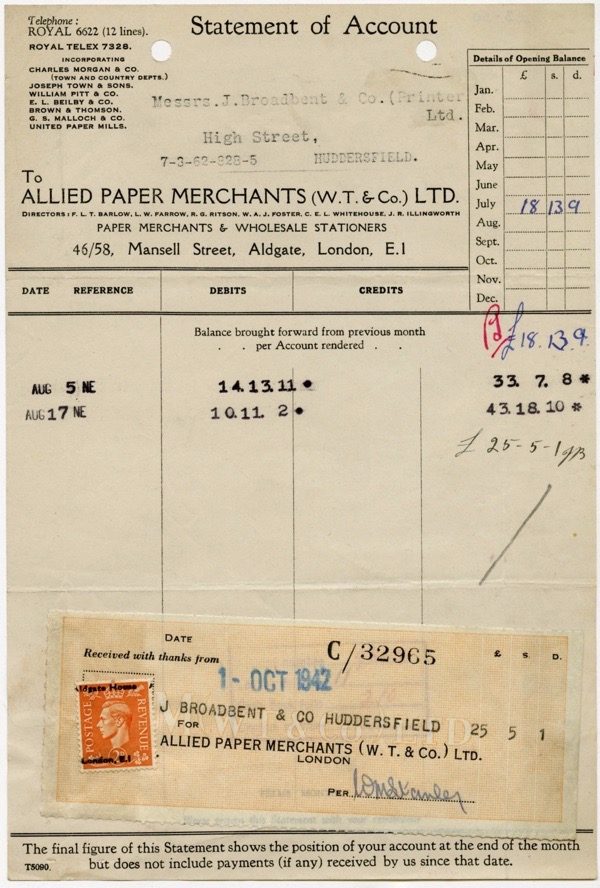 Telephone :
ROYAL 6622 (12 lines).
ROYAL TELEX 7328.
INCORPORATING
CHARLES MORGAN & CO.
(TOWN AND COUNTRY DEPTS.)
JOSEPH TOWN & SONS.
WILLIAM PITT & CO.
E. L. BEILBY & CO.
BROWN & THOMSON.
G. S. MALLOCH & CO.
UNITED PAPER MILLS.
Statement of Account
Messrs.J.Broadbent & Co.(Printer
Ltd.
High Street,
7-3-62-828-5 HUDDERSFIELD.
To
ALLIED PAPER MERCHANTS (W.T. & Co.) LTD.
DIRECTORS : F. L. T. BARLOW, L. W. FARROW, R. G. RITSON, W. A. J. FOSTER, C. E. L. WHITEHOUSE, J. R. ILLINGWORTH
PAPER MERCHANTS & WHOLESALE STATIONERS
46/58, Mansell Street, Aldgate, London, E.1
Details of Opening Balance
£ s. d.
Jan.
Feb.
Mar.
Apr.
May
June
July 18 13 9
Aug.
Sept.
Oct.
Nov.
Dec.
DATE REFERENCE DEBITS CREDITS
Balance brought forward from previous month
. . per Account rendered . .
£18.13.9.
AUG 5 NE 14.13.11 33. 7. 8 *
AUG 17 NE 10.11. 2 43.18.10 *
£ 25-5-1
DATE
Received with thanks from
C/32965
£ S. D.
1 - OCT 1942
J BROADBENT & CO HUDDERSFIELD 25 5 1
FOR
ALLIED PAPER MERCHANTS (W. T. & Co.) LTD.
LONDON
PER
Aldgate House
POSTAGE REVENUE
London, E.1
The final figure of this Statement shows the position of your account at the end of the month
but does not include payments (if any) received by us since that date.
T5090.